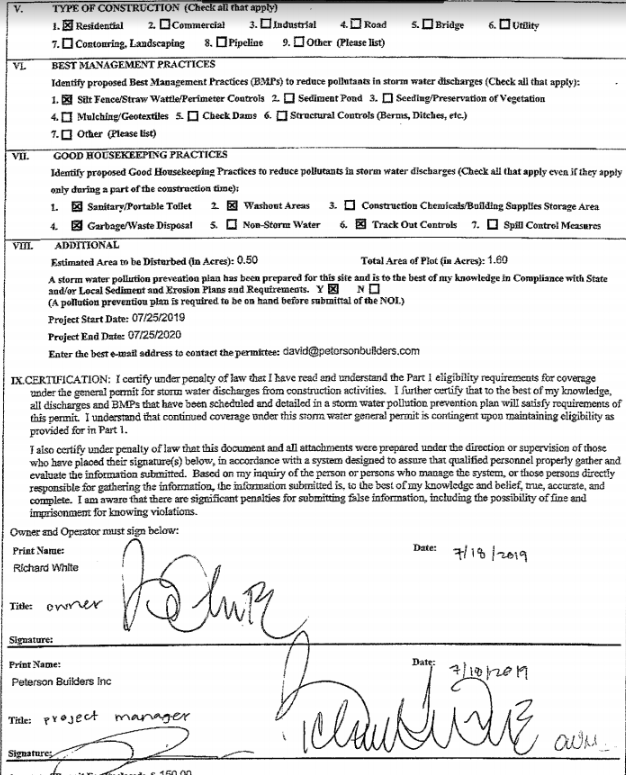 V. TYPE OF CONSTRUCTION (Check all that apply)
1. ☒ Residential 2. ☐ Commercial 3. ☐ Industrial 4. ☐ Road 5. ☐ Bridge 6. ☐ Utility
7. ☐ Contouring, Landscaping 8. ☐ Pipeline 9. ☐ Other (Please list)
VI. BEST MANAGEMENT PRACTICES
Identify proposed Best Management Practices (BMPs) to reduce pollutants in storm water discharges (Check all that apply):
1. ☒ Silt Fence/Straw Wattle/Perimeter Controls 2. ☐ Sediment Pond 3. ☐ Seeding/Preservation of Vegetation
4. ☐ Mulching/Geotextiles 5. ☐ Check Dams 6. ☐ Structural Controls (Berms, Ditches, etc.)
7. ☐ Other (Please list)
VII. GOOD HOUSEKEEPING PRACTICES
Identify proposed Good Housekeeping Practices to reduce pollutants in storm water discharges (Check all that apply even if they apply
only during a part of the construction time):
1. ☒ Sanitary/Portable Toilet 2. ☒ Washout Areas 3. ☐ Construction Chemicals/Building Supplies Storage Area
4. ☒ Garbage/Waste Disposal 5. ☐ Non-Storm Water 6. ☒ Track Out Controls 7. ☐ Spill Control Measures
VIII. ADDITIONAL
Estimated Area to be Disturbed (in Acres): 0.50 Total Area of Plot (in Acres): 1.60
A storm water pollution prevention plan has been prepared for this site and is to the best of my knowledge in Compliance with State
and/or Local Sediment and Erosion Plans and Requirements. Y ☒ N ☐
(A pollution prevention plan is required to be on hand before submittal of the NOI.)
Project Start Date: 07/25/2019
Project End Date: 07/25/2020
Enter the best e-mail address to contact the permittee: david@petersonbuilders.com
IX. CERTIFICATION: I certify under penalty of law that I have read and understand the Part 1 eligibility requirements for coverage
under the general permit for storm water discharges from construction activities. I further certify that to the best of my knowledge,
all discharges and BMPs that have been scheduled and detailed in a storm water pollution prevention plan will satisfy requirements of
this permit. I understand that continued coverage under this storm water general permit is contingent upon maintaining eligibility as
provided for in Part 1.
I also certify under penalty of law that this document and all attachments were prepared under the direction or supervision of those
who have placed their signature(s) below, in accordance with a system designed to assure that qualified personnel properly gather and
evaluate the information submitted. Based on my inquiry of the person or persons who manage the system, or those persons directly
responsible for gathering the information, the information submitted is, to the best of my knowledge and belief, true, accurate, and
complete. I am aware that there are significant penalties for submitting false information, including the possibility of fine and
imprisonment for knowing violations.
Owner and Operator must sign below:
Print Name: Date: 7/18/2019
Richard White
Title: owner
Signature:
Print Name: Date: 7/18/2019
Peterson Builders Inc
Title: project manager
Signature: